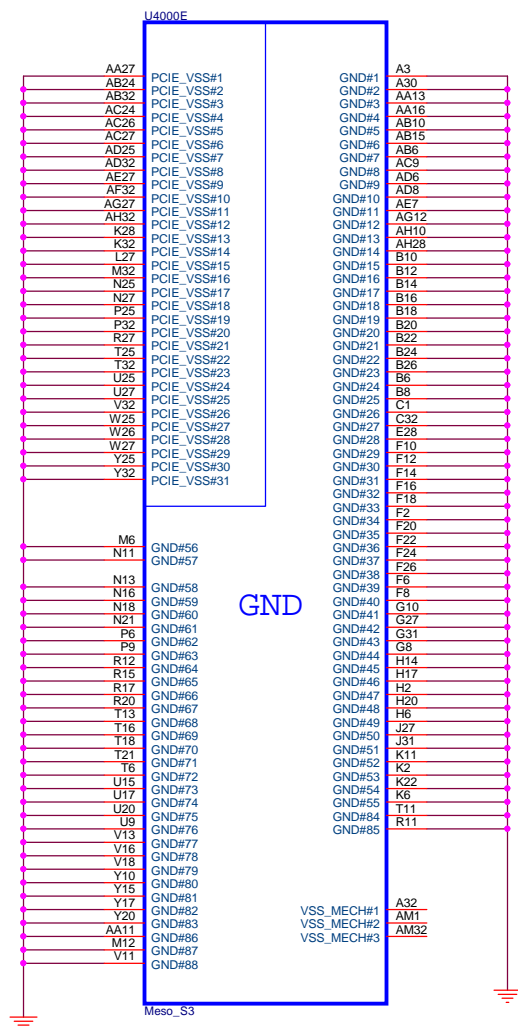 U4000E
AA27 PCIE_VSS#1
AB24 PCIE_VSS#2
AB32 PCIE_VSS#3
AC24 PCIE_VSS#4
AC26 PCIE_VSS#5
AC27 PCIE_VSS#6
AD25 PCIE_VSS#7
AD32 PCIE_VSS#8
AE27 PCIE_VSS#9
AF32 PCIE_VSS#10
AG27 PCIE_VSS#11
AH32 PCIE_VSS#12
K28 PCIE_VSS#13
K32 PCIE_VSS#14
L27 PCIE_VSS#15
M32 PCIE_VSS#16
N25 PCIE_VSS#17
N27 PCIE_VSS#18
P25 PCIE_VSS#19
P32 PCIE_VSS#20
R27 PCIE_VSS#21
T25 PCIE_VSS#22
T32 PCIE_VSS#23
U25 PCIE_VSS#24
U27 PCIE_VSS#25
V32 PCIE_VSS#26
W25 PCIE_VSS#27
W26 PCIE_VSS#28
W27 PCIE_VSS#29
Y25 PCIE_VSS#30
Y32 PCIE_VSS#31
M6 GND#56
N11 GND#57
N13 GND#58
N16 GND#59
N18 GND#60
N21 GND#61
P6 GND#62
P9 GND#63
R12 GND#64
R15 GND#65
R17 GND#66
R20 GND#67
T13 GND#68
T16 GND#69
T18 GND#70
T21 GND#71
T6 GND#72
U15 GND#73
U17 GND#74
U20 GND#75
U9 GND#76
V13 GND#77
V16 GND#78
V18 GND#79
Y10 GND#80
Y15 GND#81
Y17 GND#82
Y20 GND#83
AA11 GND#86
M12 GND#87
V11 GND#88
GND
GND#1 A3
GND#2 A30
GND#3 AA13
GND#4 AA16
GND#5 AB10
GND#6 AB15
GND#7 AB6
GND#8 AC9
GND#9 AD6
GND#10 AD8
GND#11 AE7
GND#12 AG12
GND#13 AH10
GND#14 AH28
GND#15 B10
GND#16 B12
GND#17 B14
GND#18 B16
GND#19 B18
GND#20 B20
GND#21 B22
GND#22 B24
GND#23 B26
GND#24 B6
GND#25 B8
GND#26 C1
GND#27 C32
GND#28 E28
GND#29 F10
GND#30 F12
GND#31 F14
GND#32 F16
GND#33 F18
GND#34 F2
GND#35 F20
GND#36 F22
GND#37 F24
GND#38 F26
GND#39 F6
GND#40 F8
GND#41 G10
GND#42 G27
GND#43 G31
GND#44 G8
GND#45 H14
GND#46 H17
GND#47 H2
GND#48 H20
GND#49 H6
GND#50 J27
GND#51 J31
GND#52 K11
GND#53 K2
GND#54 K22
GND#55 K6
GND#84 T11
GND#85 R11
VSS_MECH#1 A32
VSS_MECH#2 AM1
VSS_MECH#3 AM32
Meso_S3